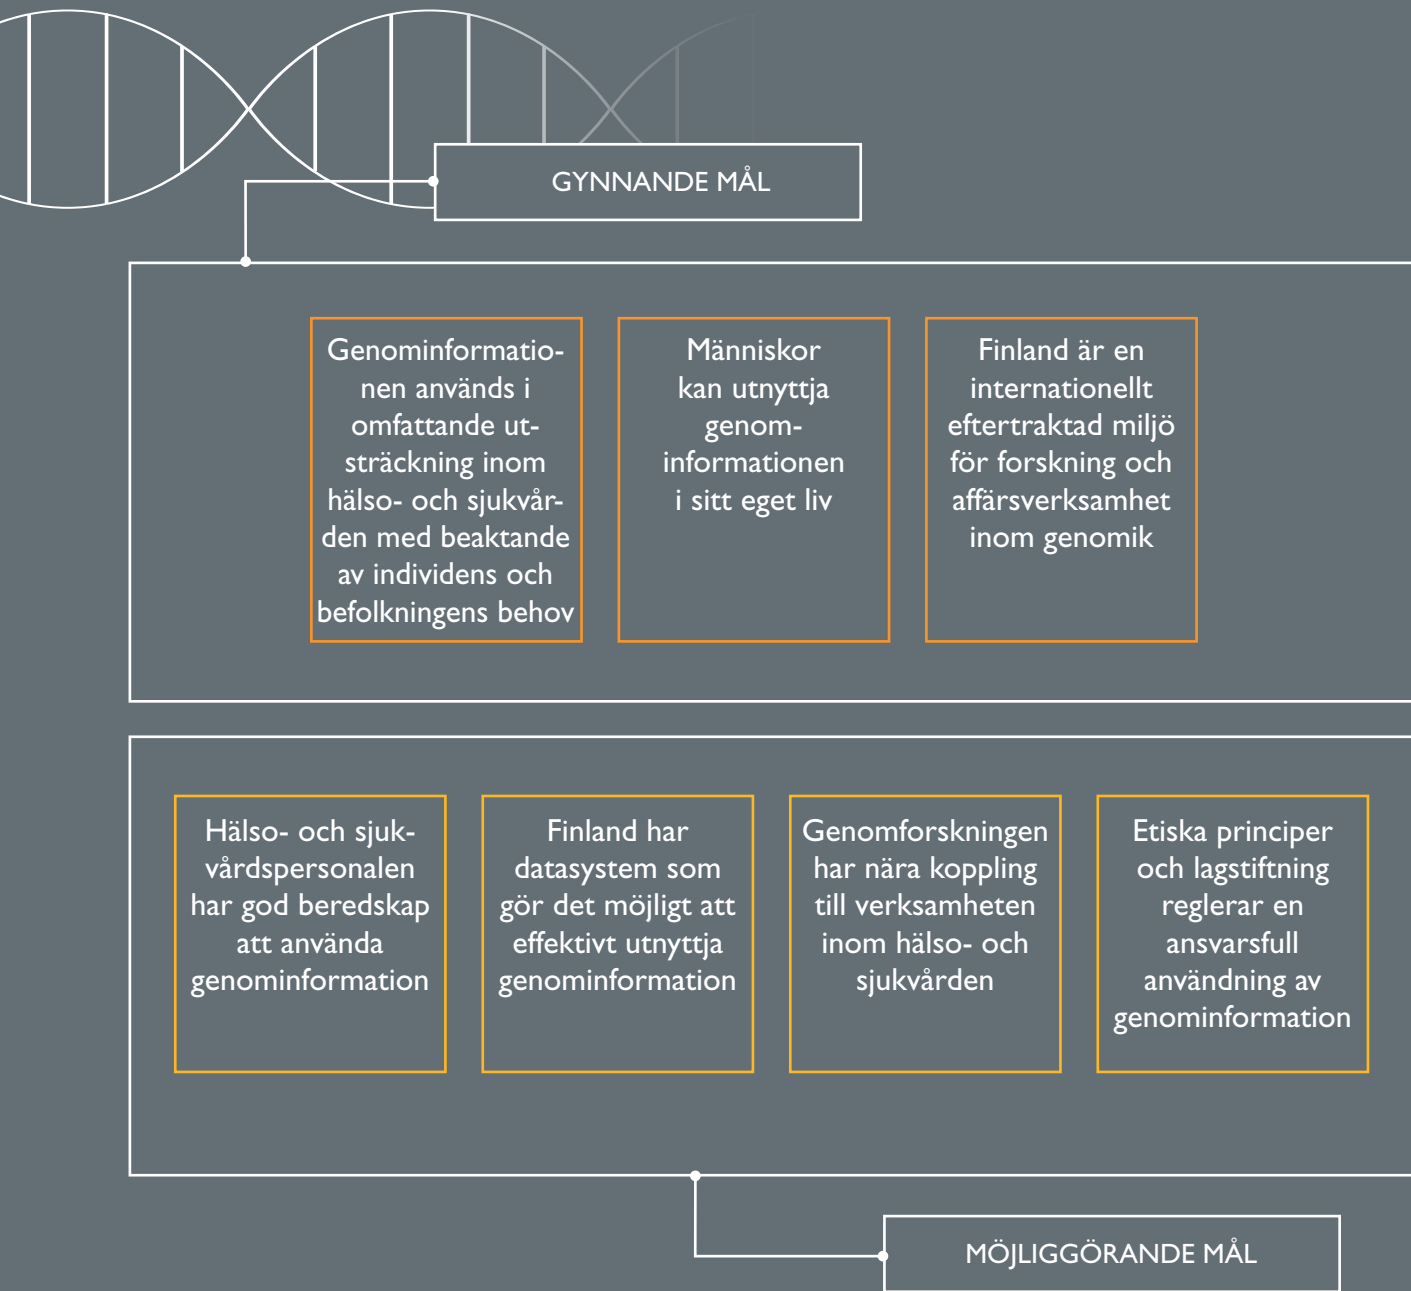 GYNNANDE MÅL
Genominformatio-
nen används i
omfattande ut-
sträckning inom
hälso- och sjukvår-
den med beaktande
av individens och
befolkningens behov
Människor
kan utnyttja
genom-
informationen
i sitt eget liv
Finland är en
internationellt
eftertraktad miljö
för forskning och
affärsverksamhet
inom genomik
Hälso- och sjuk-
vårdspersonalen
har god beredskap
att använda
genominformation
Finland har
datasystem som
gör det möjligt att
effektivt utnyttja
genominformation
Genomforskningen
har nära koppling
till verksamheten
inom hälso- och
sjukvården
Etiska principer
och lagstiftning
reglerar en
ansvarsfull
användning av
genominformation
MÖJLIGGÖRANDE MÅL